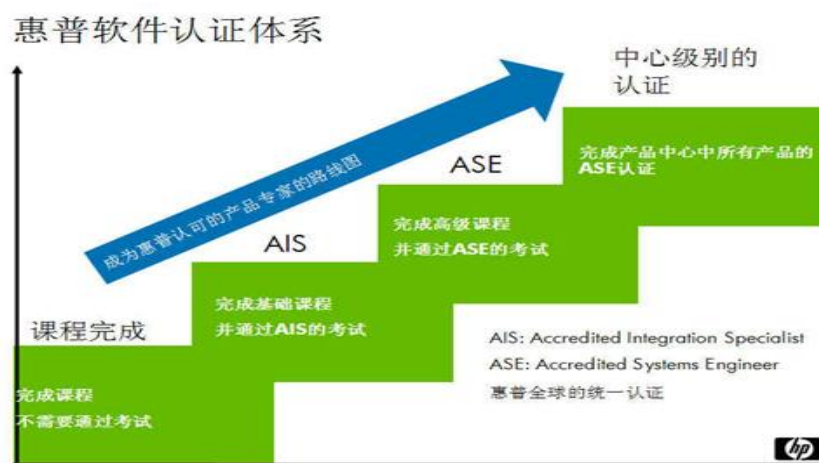 惠普软件认证体系
中心级别的
认证
完成产品中心中所有产品的
ASE认证
ASE
成为惠普认可的产品专家的路线图
完成高级课程
并通过ASE的考试
AIS
完成基础课程
并通过AIS的考试
课程完成
完成课程
不需要通过考试
AIS: Accredited Integration Specialist
ASE: Accredited Systems Engineer
惠普全球的统一认证
hp